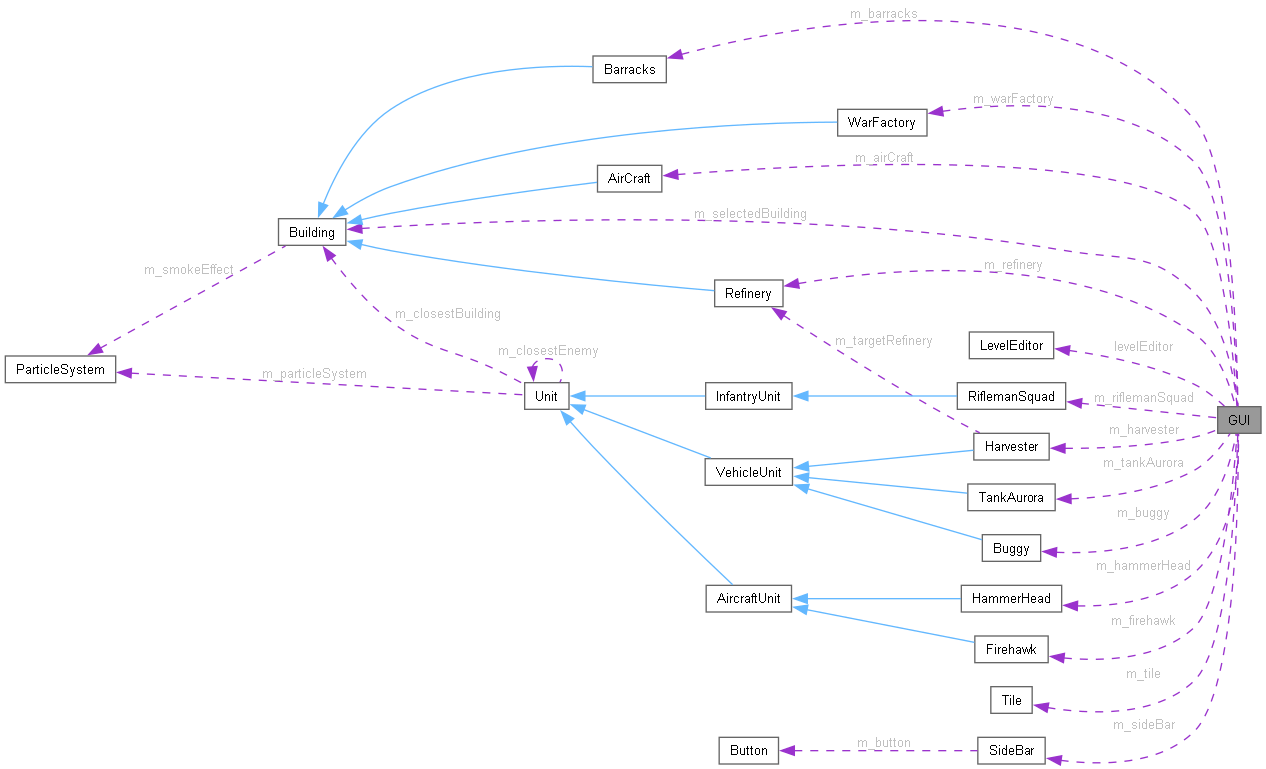 m_barracks
Barracks
m_warFactory
WarFactory
m_airCraft
AirCraft
m_selectedBuilding
Building
m_smokeEffect
m_refinery
Refinery
m_closestBuilding
m_targetRefinery
levelEditor
LevelEditor
m_closestEnemy
ParticleSystem
m_particleSystem
Unit
InfantryUnit
RiflemanSquad
m_riflemanSquad
GUI
m_harvester
Harvester
m_tankAurora
VehicleUnit
TankAurora
m_buggy
Buggy
m_hammerHead
AircraftUnit
HammerHead
m_firehawk
Firehawk
m_tile
Tile
m_sideBar
Button
m_button
SideBar